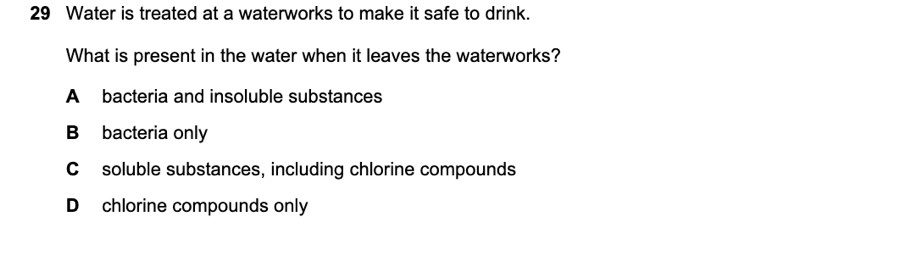 29 Water is treated at a waterworks to make it safe to drink.
What is present in the water when it leaves the waterworks?
A bacteria and insoluble substances
B bacteria only
C soluble substances, including chlorine compounds
D chlorine compounds only